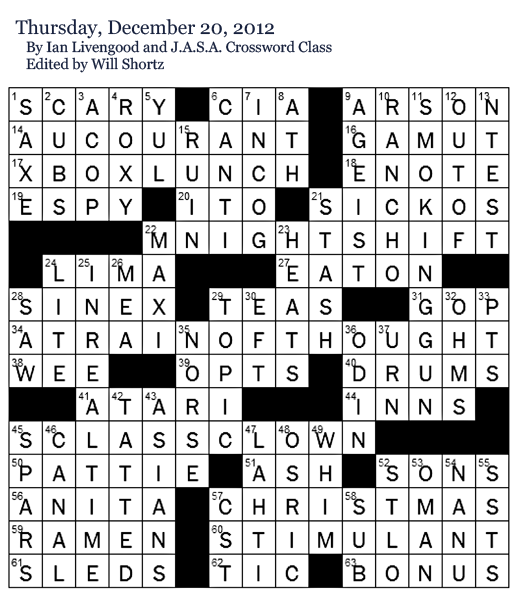 Thursday, December 20, 2012
By Ian Livengood and J.A.S.A. Crossword Class
Edited by Will Shortz
1 S 2 C 3 A 4 R 5 Y 6 C 7 I 8 A 9 A 10 R 11 S 12 O 13 N
14 A U C O U 15 R A N T 16 G A M U T
17 X B O X L U N C H 18 E N O T E
19 E S P Y 20 I T O 21 S I C K O S
22 M N I G 23 H T S H I F T
24 L 25 I 26 M A 27 E A T O N
28 S I N E X 29 T 30 E A S 31 G 32 O 33 P
34 A T R A I 35 N O F T H 36 O 37 U G H T
38 W E E 39 O P T S 40 D R U M S
41 A 42 T 43 A R I 44 I N N S
45 S 46 C L A S S C 47 L 48 O 49 W N
50 P A T T I E 51 A S H 52 S 53 O 54 N 55 S
56 A N I T A 57 C H R I 58 S T M A S
59 R A M E N 60 S T I M U L A N T
61 S L E D S 62 T I C 63 B O N U S